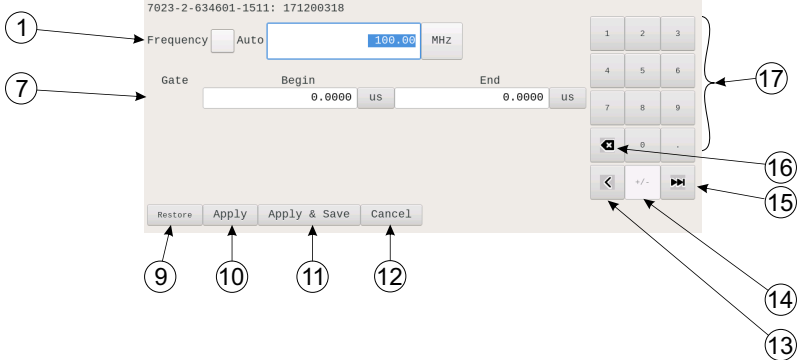 7023-2-634601-1511: 171200318
1 Frequency Auto 100.00 MHz
1 2 3
17
Gate Begin End
4 5 6
7 0.0000 us 0.0000 us
7 8 9
0 .
16
+/-
15
Restore Apply Apply & Save Cancel
9 10 11 12
14
13